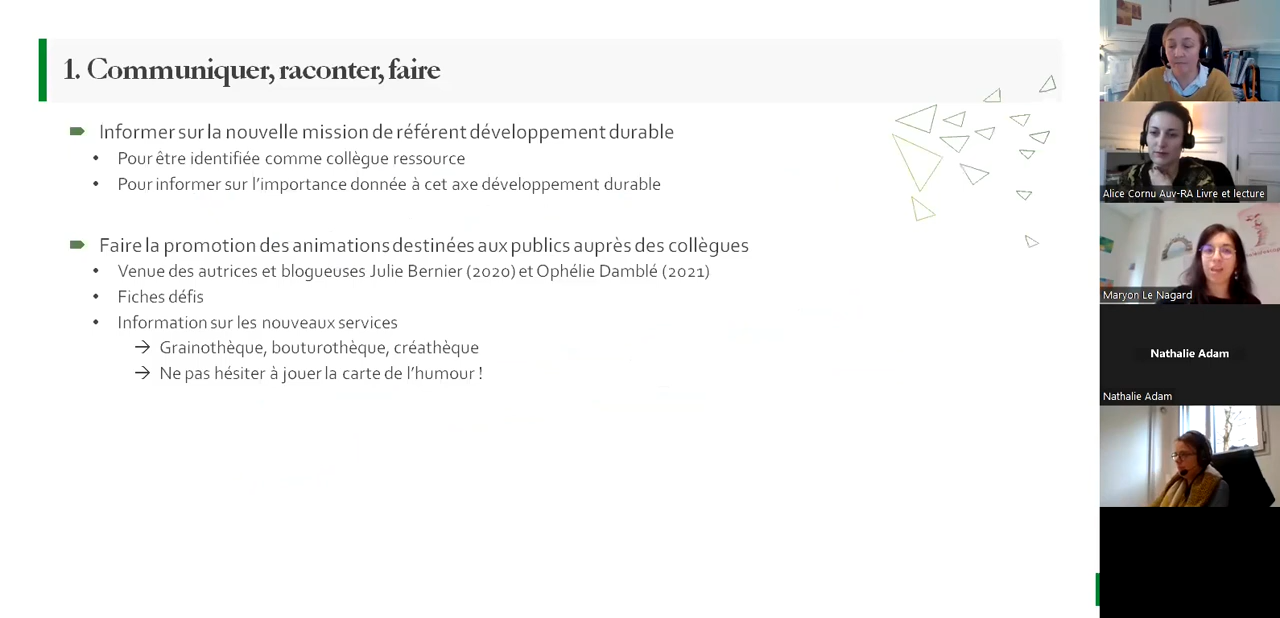 1. Communiquer, raconter, faire
Informer sur la nouvelle mission de référent développement durable
• Pour être identifiée comme collègue ressource
• Pour informer sur l'importance donnée à cet axe développement durable
Faire la promotion des animations destinées aux publics auprès des collègues
• Venue des autrices et blogueuses Julie Bernier (2020) et Ophélie Damblé (2021)
• Fiches défis
• Information sur les nouveaux services
→ Grainothèque, bouturothèque, créathèque
→ Ne pas hésiter à jouer la carte de l'humour !
Alice Cornu Auv-RA Livre et lecture
Maryon Le Nagard
Nathalie Adam
Nathalie Adam